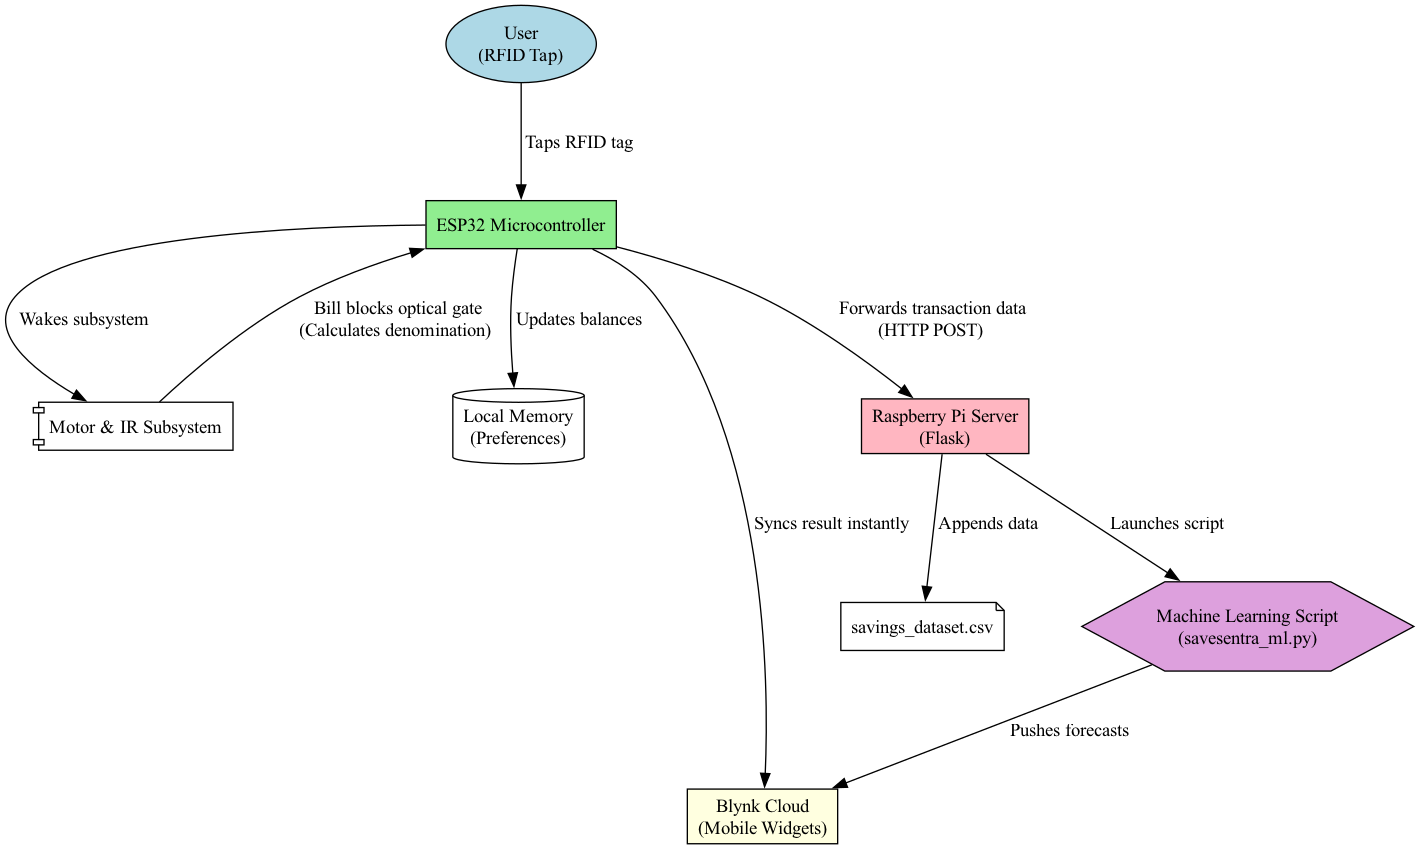 User
(RFID Tap)
Taps RFID tag
ESP32 Microcontroller
Wakes subsystem
Bill blocks optical gate
(Calculates denomination)
Updates balances
Forwards transaction data
(HTTP POST)
Motor & IR Subsystem
Local Memory
(Preferences)
Raspberry Pi Server
(Flask)
Syncs result instantly
Appends data
Launches script
savings_dataset.csv
Machine Learning Script
(savesentra_ml.py)
Pushes forecasts
Blynk Cloud
(Mobile Widgets)